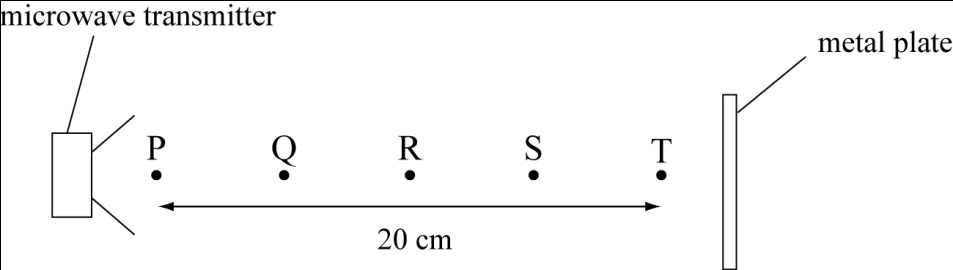 microwave transmitter
metal plate
P Q R S T
20 cm